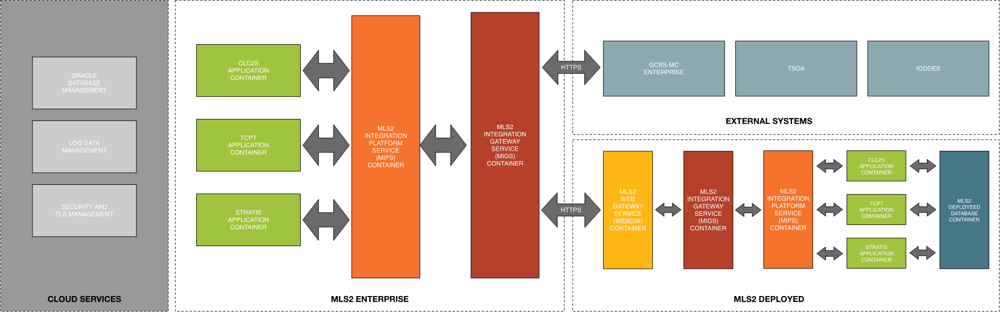 ORACLE
DATABASE
MANAGEMENT
LOG DATA
MANAGEMENT
SECURITY AND
TLS MANAGEMENT
CLOUD SERVICES
CLC2S
APPLICATION
CONTAINER
TCPT
APPLICATION
CONTAINER
STRATIS
APPLICATION
CONTAINER
MLS2
INTEGRATION
PLATFORM
SERVICE
(MIPS)
CONTAINER
MLS2
INTEGRATION
GATEWAY
SERVICE
(MIGS)
CONTAINER
MLS2 ENTERPRISE
HTTPS
HTTPS
GCSS-MC
ENTERPRISE
TSOA
ICODES
EXTERNAL SYSTEMS
MLS2
WEB
GATEWAY
SERVICE
(WEBGW)
CONTAINER
MLS2
INTEGRATION
GATEWAY
SERVICE
(MIGS)
CONTAINER
MLS2
INTEGRATION
PLATFORM
SERVICE
(MIPS)
CONTAINER
CLC2S
APPLICATION
CONTAINER
TCPT
APPLICATION
CONTAINER
STRATIS
APPLICATION
CONTAINER
MLS2
DEPLOYEED
DATABASE
CONTAINER
MLS2 DEPLOYED